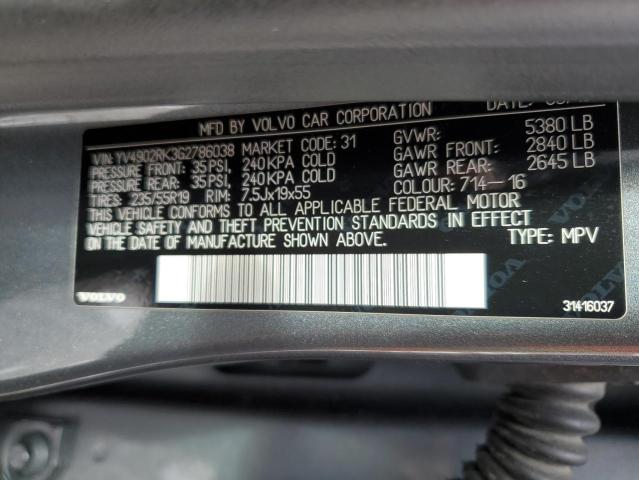 MFD BY VOLVO CAR CORPORATION
VIN: YV4902RK3G2786038 MARKET CODE: 31
PRESSURE FRONT: 35 PSI, 240 KPA COLD
PRESSURE REAR: 35 PSI, 240 KPA COLD
TIRES: 235/55R19 RIM: 7.5Jx19x55
GVWR: 5380 LB
GAWR FRONT: 2840 LB
GAWR REAR: 2645 LB
COLOUR: 714-16
THIS VEHICLE CONFORMS TO ALL APPLICABLE FEDERAL MOTOR
VEHICLE SAFETY AND THEFT PREVENTION STANDARDS IN EFFECT
ON THE DATE OF MANUFACTURE SHOWN ABOVE.
TYPE: MPV
VOLVO
31416037